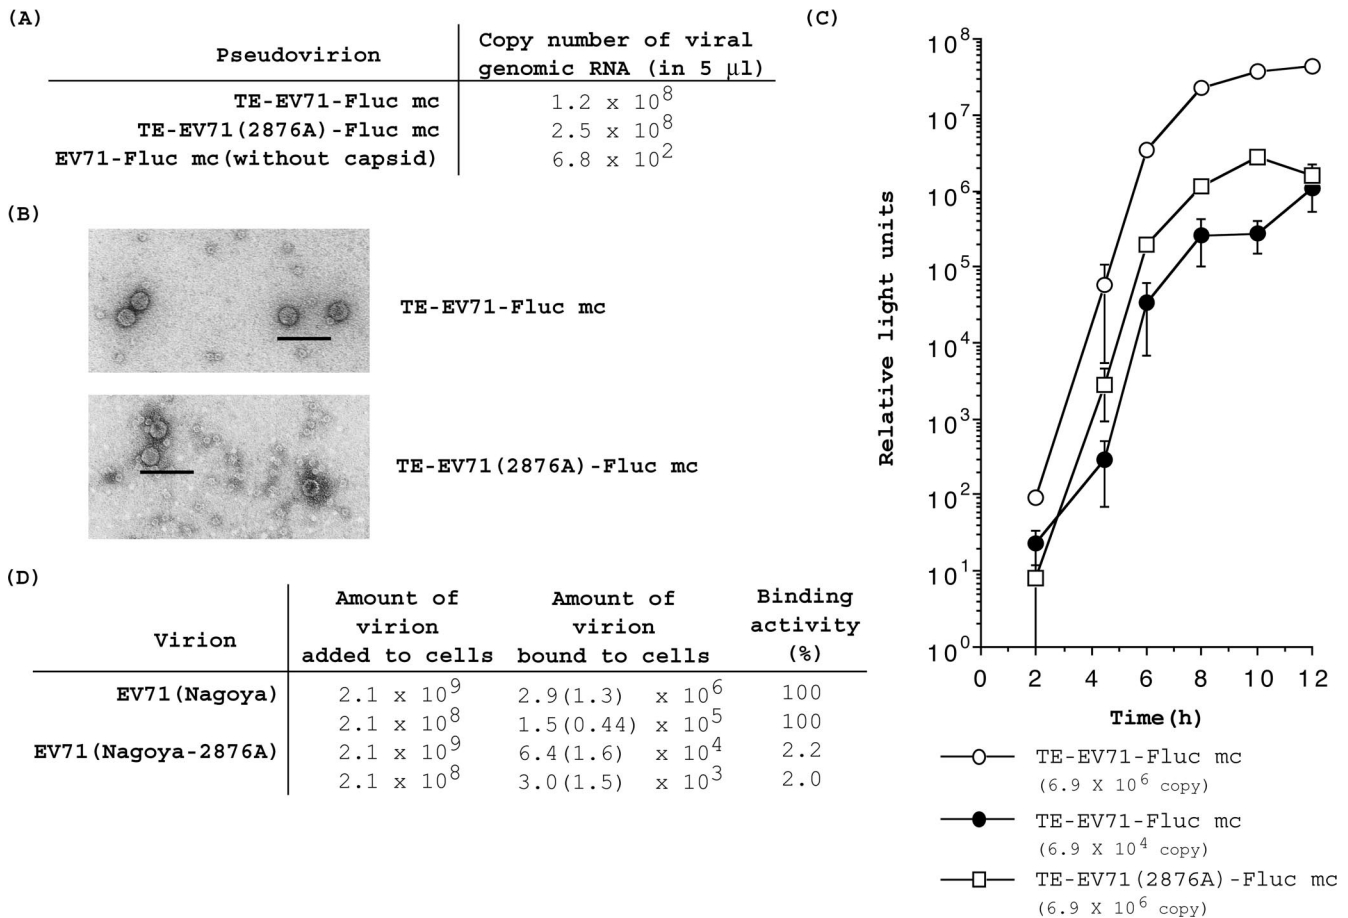 (A)
Pseudovirion
Copy number of viral
genomic RNA (in 5 μl)
TE-EV71-Fluc mc 1.2 x 10^8
TE-EV71(2876A)-Fluc mc 2.5 x 10^8
EV71-Fluc mc(without capsid) 6.8 x 10^2
(B)
TE-EV71-Fluc mc
TE-EV71(2876A)-Fluc mc
(C)
Relative light units
10^8
10^7
10^6
10^5
10^4
10^3
10^2
10^1
10^0
0 2 4 6 8 10 12
Time(h)
TE-EV71-Fluc mc
(6.9 X 10^6 copy)
TE-EV71-Fluc mc
(6.9 X 10^4 copy)
TE-EV71(2876A)-Fluc mc
(6.9 X 10^6 copy)
(D)
Virion
Amount of
virion
added to cells
Amount of
virion
bound to cells
Binding
activity
(%)
EV71(Nagoya) 2.1 x 10^9 2.9(1.3) x 10^6 100
2.1 x 10^8 1.5(0.44) x 10^5 100
EV71(Nagoya-2876A) 2.1 x 10^9 6.4(1.6) x 10^4 2.2
2.1 x 10^8 3.0(1.5) x 10^3 2.0